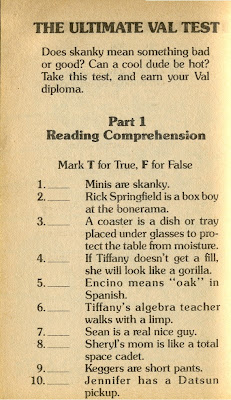 THE ULTIMATE VAL TEST
Does skanky mean something bad
or good? Can a cool dude be hot?
Take this test, and earn your Val
diploma.
Part 1
Reading Comprehension
Mark T for True, F for False
1.____ Minis are skanky.
2.____ Rick Springfield is a box boy
at the bonerama.
3.____ A coaster is a dish or tray
placed under glasses to pro-
tect the table from moisture.
4.____ If Tiffany doesn't get a fill,
she will look like a gorilla.
5.____ Encino means "oak" in
Spanish.
6.____ Tiffany's algebra teacher
walks with a limp.
7.____ Sean is a real nice guy.
8.____ Sheryl's mom is like a total
space cadet.
9.____ Keggers are short pants.
10.____ Jennifer has a Datsun
pickup.